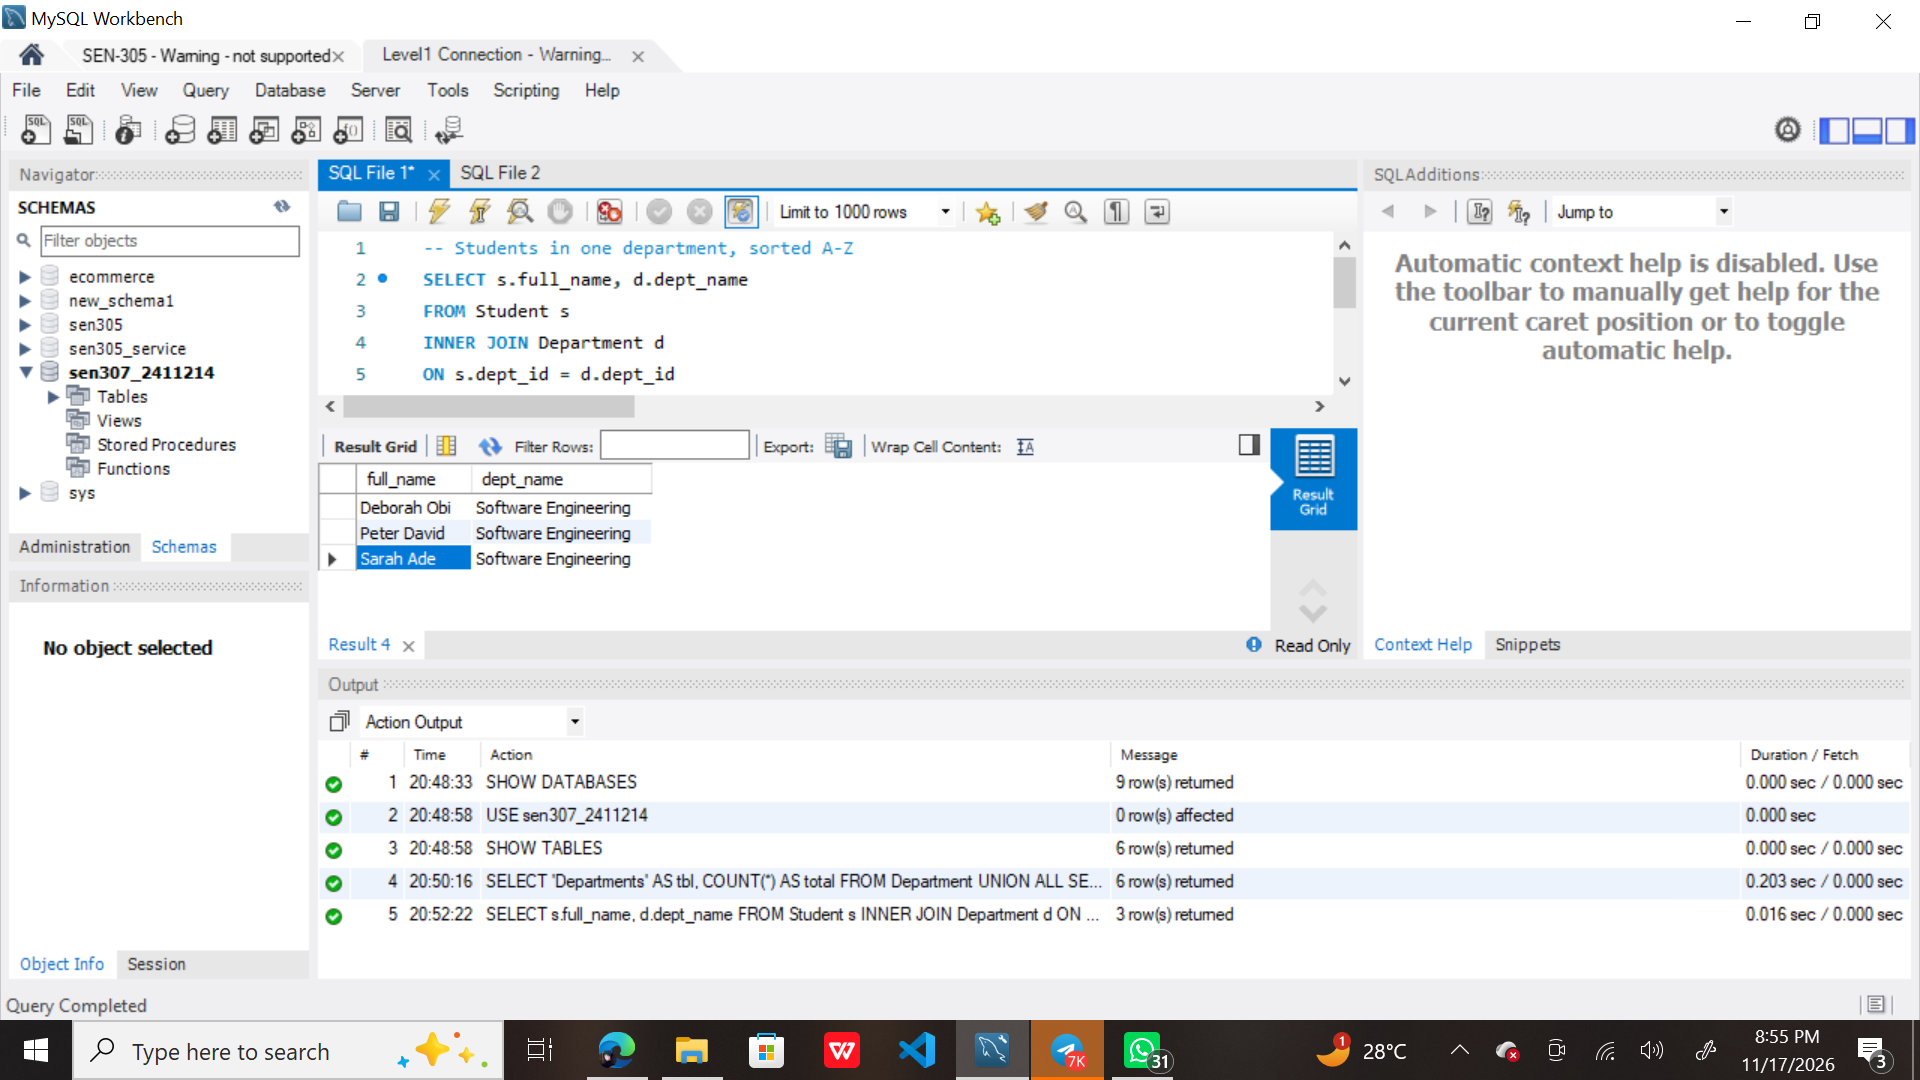 MySQL Workbench
SEN-305 - Warning - not supported
Level1 Connection - Warning...
File Edit View Query Database Server Tools Scripting Help
Navigator
SCHEMAS
Filter objects
ecommerce
new_schema1
sen305
sen305_service
sen307_2411214
Tables
Views
Stored Procedures
Functions
sys
Administration Schemas
Information
No object selected
Object Info Session
SQL File 1* SQL File 2
Limit to 1000 rows
1 -- Students in one department, sorted A-Z
2 SELECT s.full_name, d.dept_name
3 FROM Student s
4 INNER JOIN Department d
5 ON s.dept_id = d.dept_id
Result Grid Filter Rows: Export: Wrap Cell Content:
full_name dept_name
Deborah Obi Software Engineering
Peter David Software Engineering
Sarah Ade Software Engineering
Result Grid
Result 4 Read Only
SQLAdditions
Jump to
Automatic context help is disabled. Use
the toolbar to manually get help for the
current caret position or to toggle
automatic help.
Context Help Snippets
Output
Action Output
# Time Action Message Duration / Fetch
1 20:48:33 SHOW DATABASES 9 row(s) returned 0.000 sec / 0.000 sec
2 20:48:58 USE sen307_2411214 0 row(s) affected 0.000 sec
3 20:48:58 SHOW TABLES 6 row(s) returned 0.000 sec / 0.000 sec
4 20:50:16 SELECT 'Departments' AS tbl, COUNT(*) AS total FROM Department UNION ALL SE... 6 row(s) returned 0.203 sec / 0.000 sec
5 20:52:22 SELECT s.full_name, d.dept_name FROM Student s INNER JOIN Department d ON ... 3 row(s) returned 0.016 sec / 0.000 sec
Query Completed
Type here to search
7K
31
1
28°C
8:55 PM
11/17/2026
3